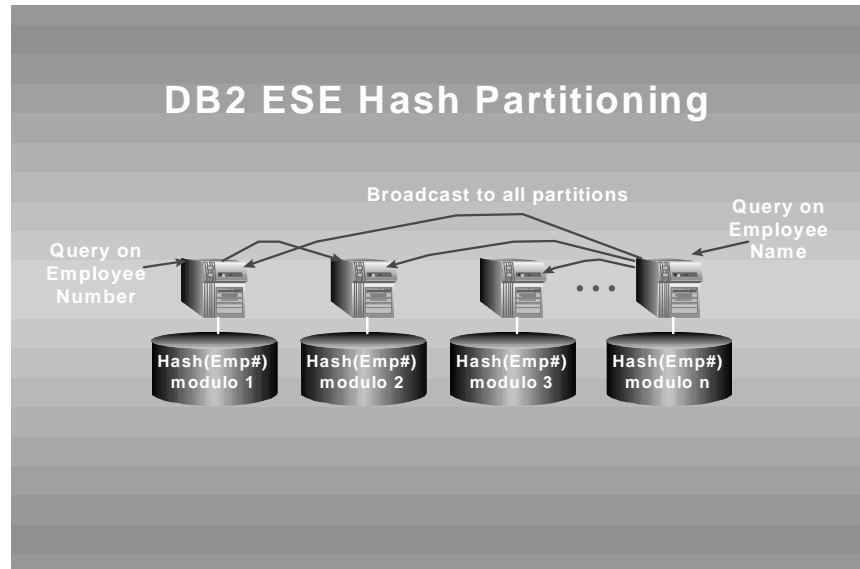 DB2 ESE Hash Partitioning
Broadcast to all partitions
Query on
Employee
Name
Query on
Employee
Number
Hash(Emp#)
modulo 1
Hash(Emp#)
modulo 2
Hash(Emp#)
modulo 3
Hash(Emp#)
modulo n